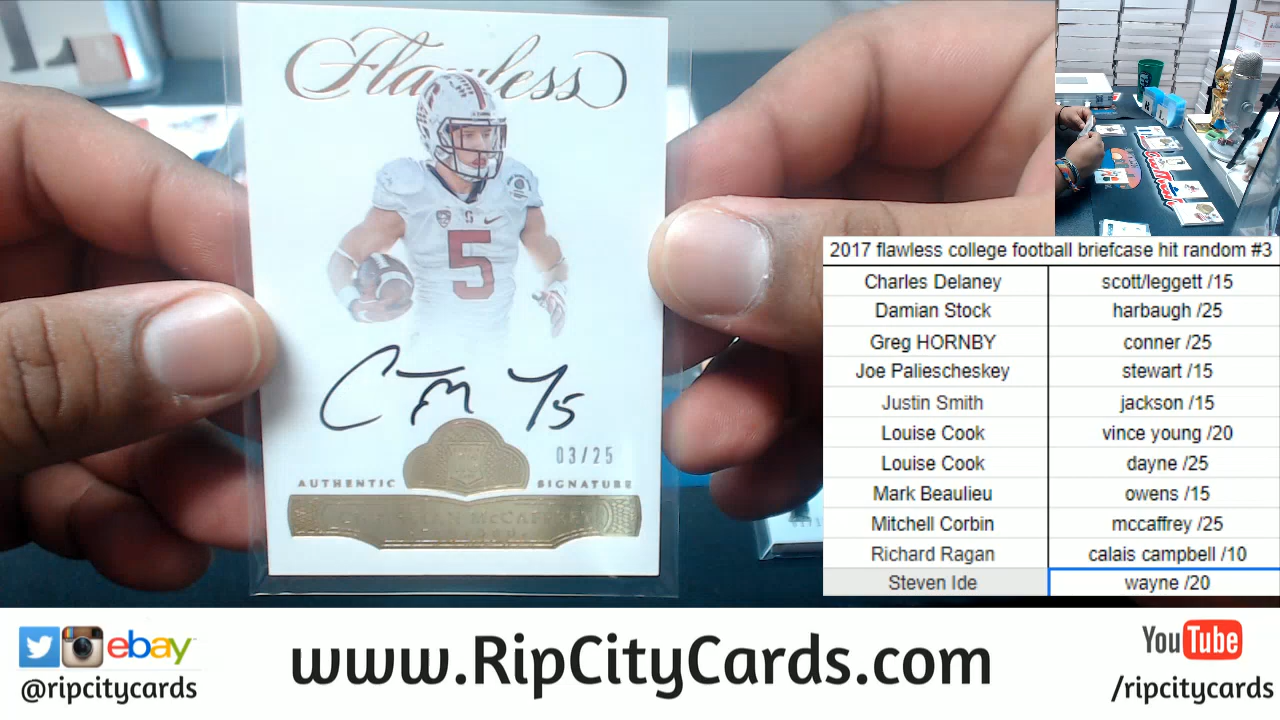 Flawless
5
03/25
AUTHENTIC SIGNATURE
2017 flawless college football briefcase hit random #3
Charles Delaney scott/leggett /15
Damian Stock harbaugh /25
Greg HORNBY conner /25
Joe Paliescheskey stewart /15
Justin Smith jackson /15
Louise Cook vince young /20
Louise Cook dayne /25
Mark Beaulieu owens /15
Mitchell Corbin mccaffrey /25
Richard Ragan calais campbell /10
Steven Ide wayne /20
ebay
@ripcitycards
www.RipCityCards.com
YouTube
/ripcitycards